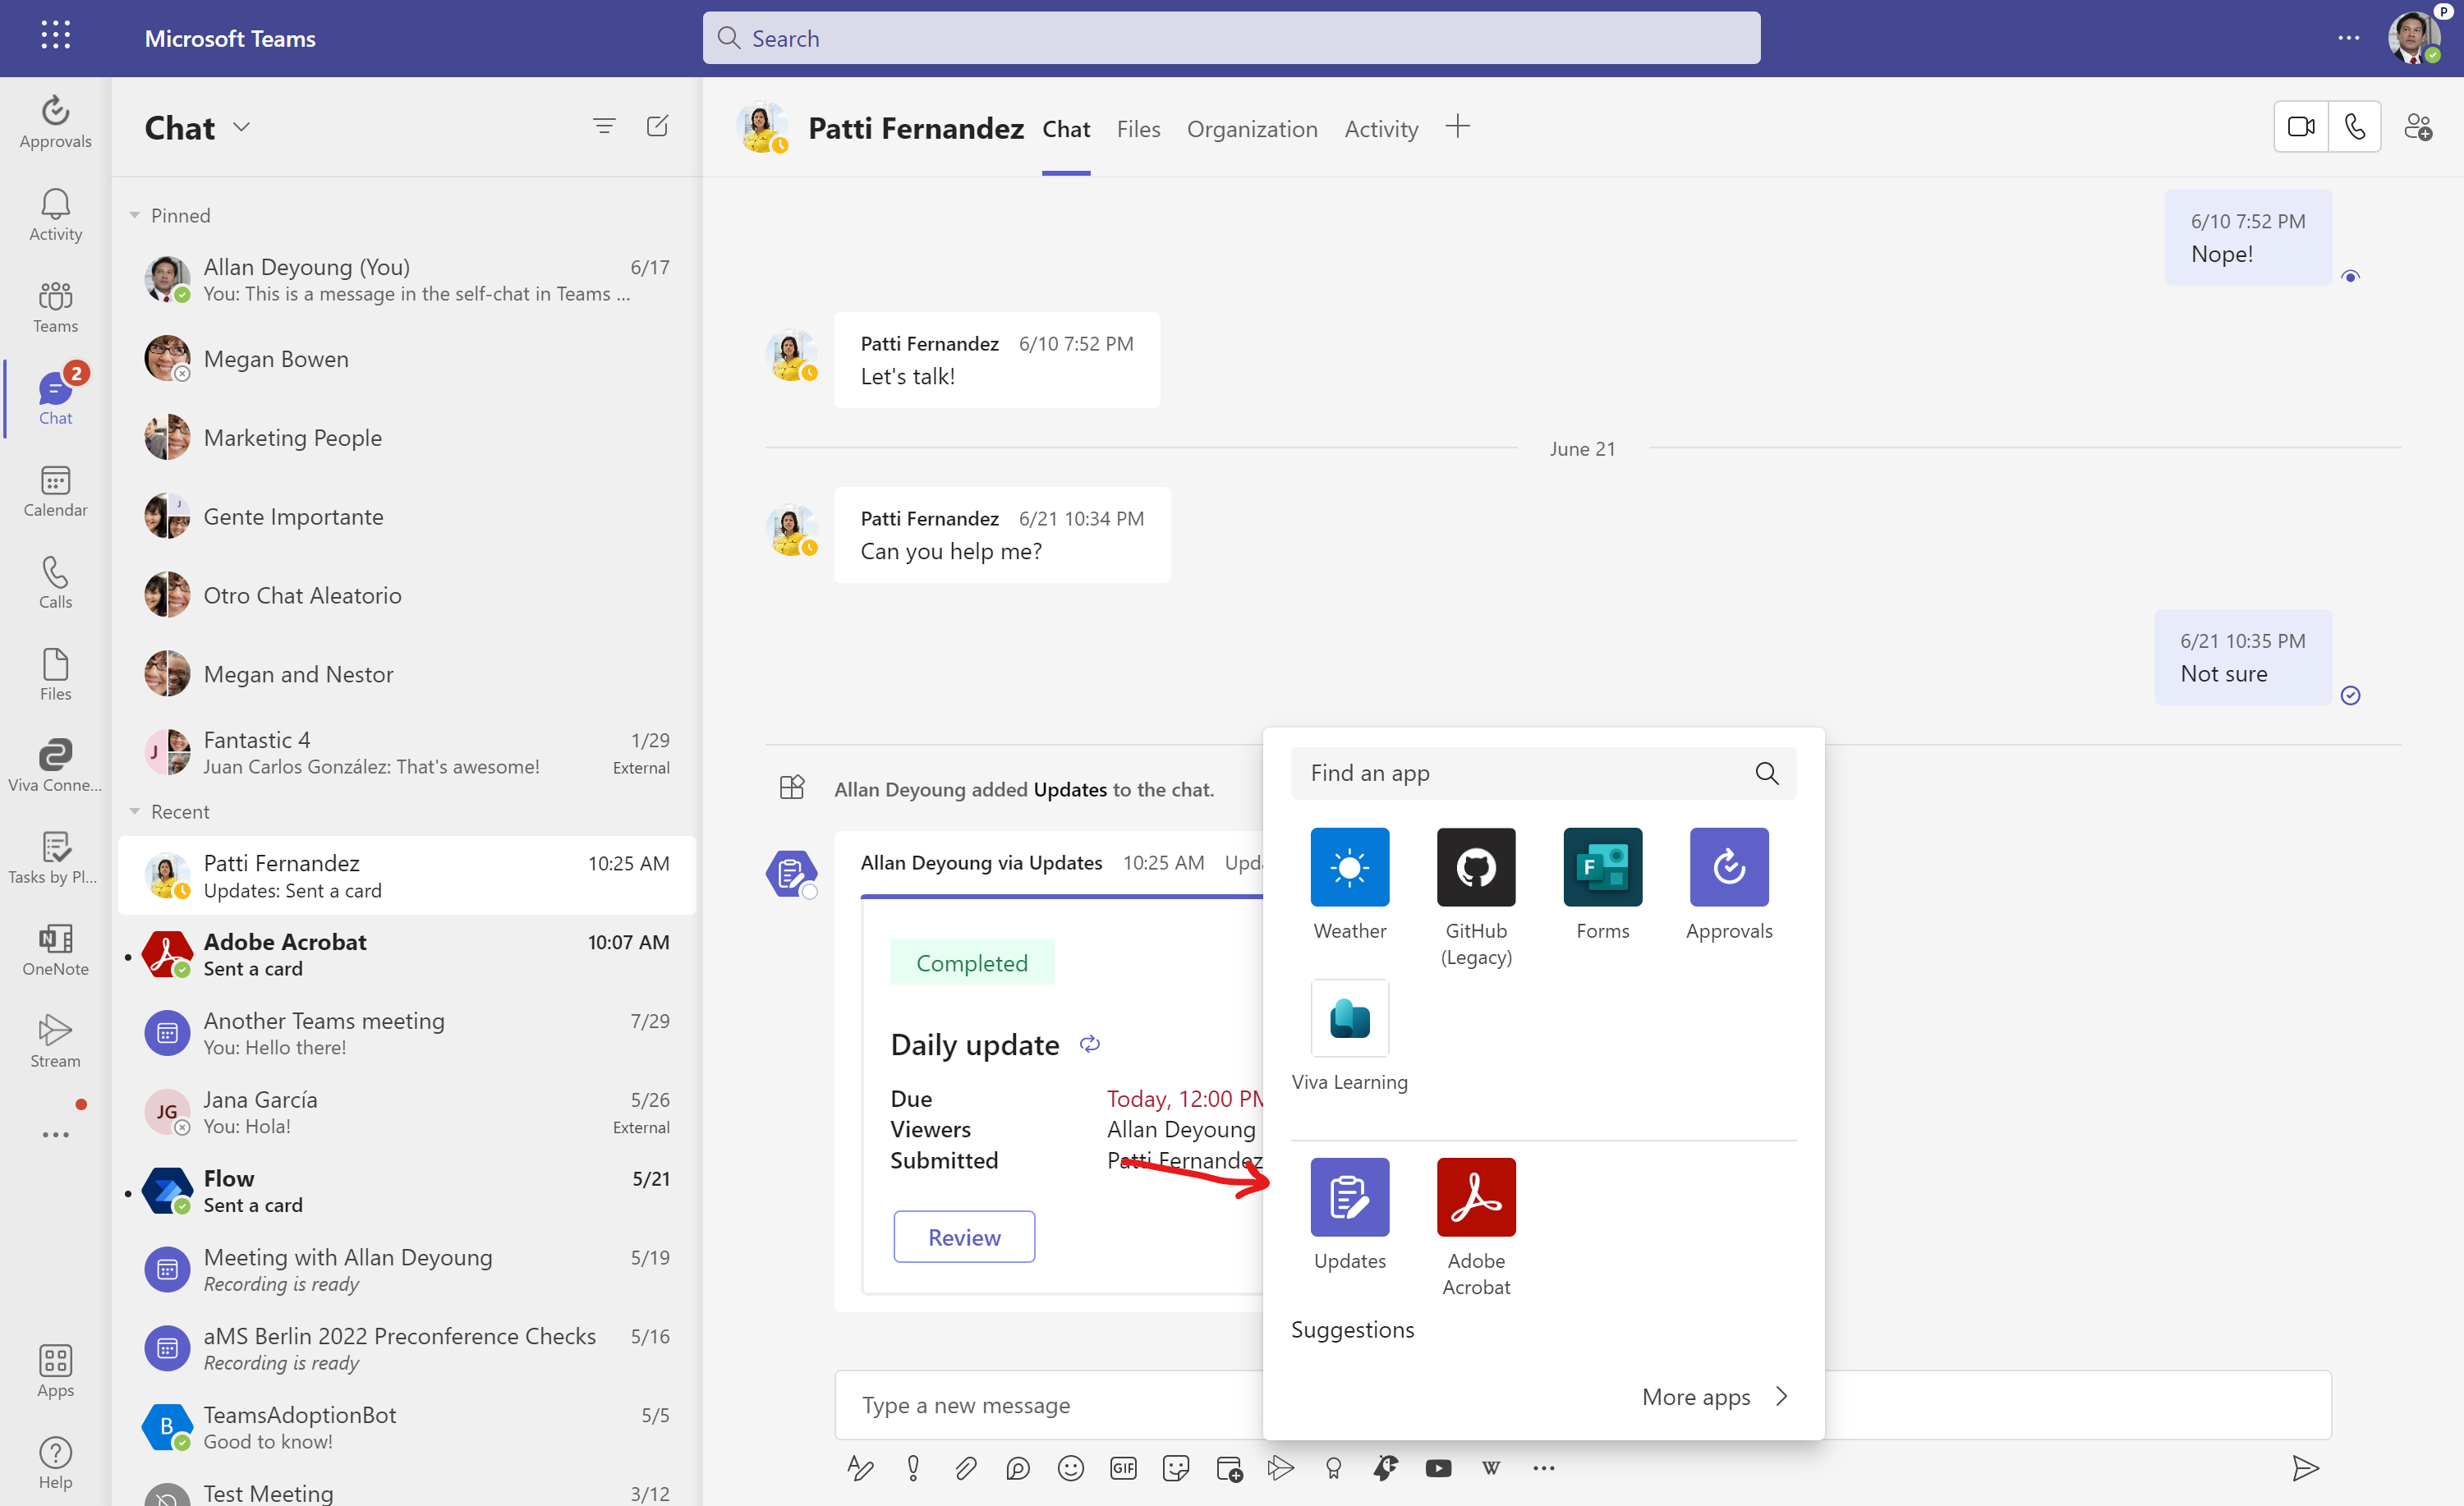 Microsoft Teams
Search
P
Approvals
Activity
Teams
2
Chat
Calendar
Calls
Files
Viva Conne...
Tasks by Pl...
OneNote
Stream
Apps
Help
Chat
Pinned
Allan Deyoung (You) 6/17
You: This is a message in the self-chat in Teams ...
Megan Bowen
Marketing People
J
Gente Importante
Otro Chat Aleatorio
Megan and Nestor
J
Fantastic 4 1/29
Juan Carlos González: That's awesome! External
Recent
Patti Fernandez 10:25 AM
Updates: Sent a card
Adobe Acrobat 10:07 AM
Sent a card
Another Teams meeting 7/29
You: Hello there!
JG
Jana García 5/26
You: Hola! External
Flow 5/21
Sent a card
Meeting with Allan Deyoung 5/19
Recording is ready
aMS Berlin 2022 Preconference Checks 5/16
Recording is ready
B
TeamsAdoptionBot 5/5
Good to know!
Test Meeting 3/12
Patti Fernandez Chat Files Organization Activity
6/10 7:52 PM
Nope!
Patti Fernandez 6/10 7:52 PM
Let's talk!
June 21
Patti Fernandez 6/21 10:34 PM
Can you help me?
6/21 10:35 PM
Not sure
Allan Deyoung added Updates to the chat.
Allan Deyoung via Updates 10:25 AM Upd
Completed
Daily update
Due Today, 12:00 PM
Viewers Allan Deyoung
Submitted Patti Fernandez
Review
Find an app
F
Weather GitHub (Legacy) Forms Approvals
Viva Learning
Updates Adobe Acrobat
Suggestions
More apps
Type a new message
GIF
W